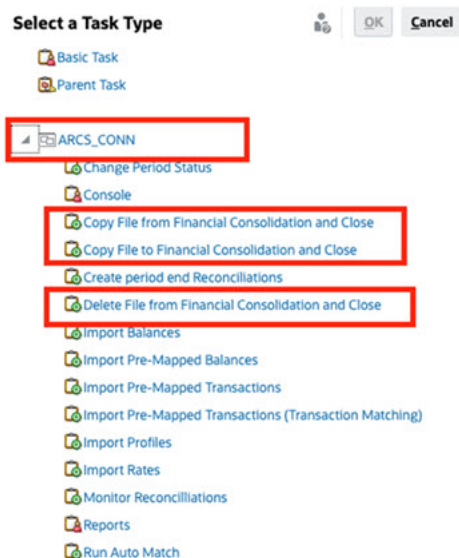 Select a Task Type
OK Cancel
Basic Task
Parent Task
ARCS_CONN
Change Period Status
Console
Copy File from Financial Consolidation and Close
Copy File to Financial Consolidation and Close
Create period end Reconciliations
Delete File from Financial Consolidation and Close
Import Balances
Import Pre-Mapped Balances
Import Pre-Mapped Transactions
Import Pre-Mapped Transactions (Transaction Matching)
Import Profiles
Import Rates
Monitor Reconcilliations
Reports
Run Auto Match